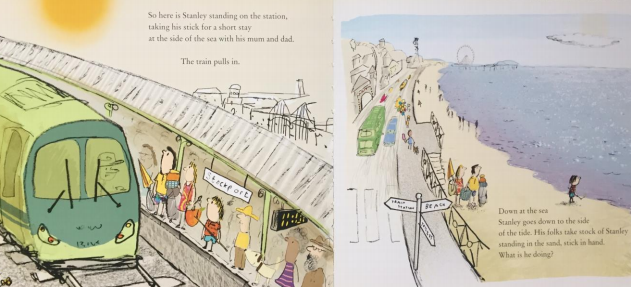 So here is Stanley standing on the station,
taking his stick for a short stay
at the side of the sea with his mum and dad.
The train pulls in.
Stockport
BEACH
Down at the sea
Stanley goes down to the side
of the tide. His folks take stock of Stanley
standing in the sand, stick in hand.
What is he doing?